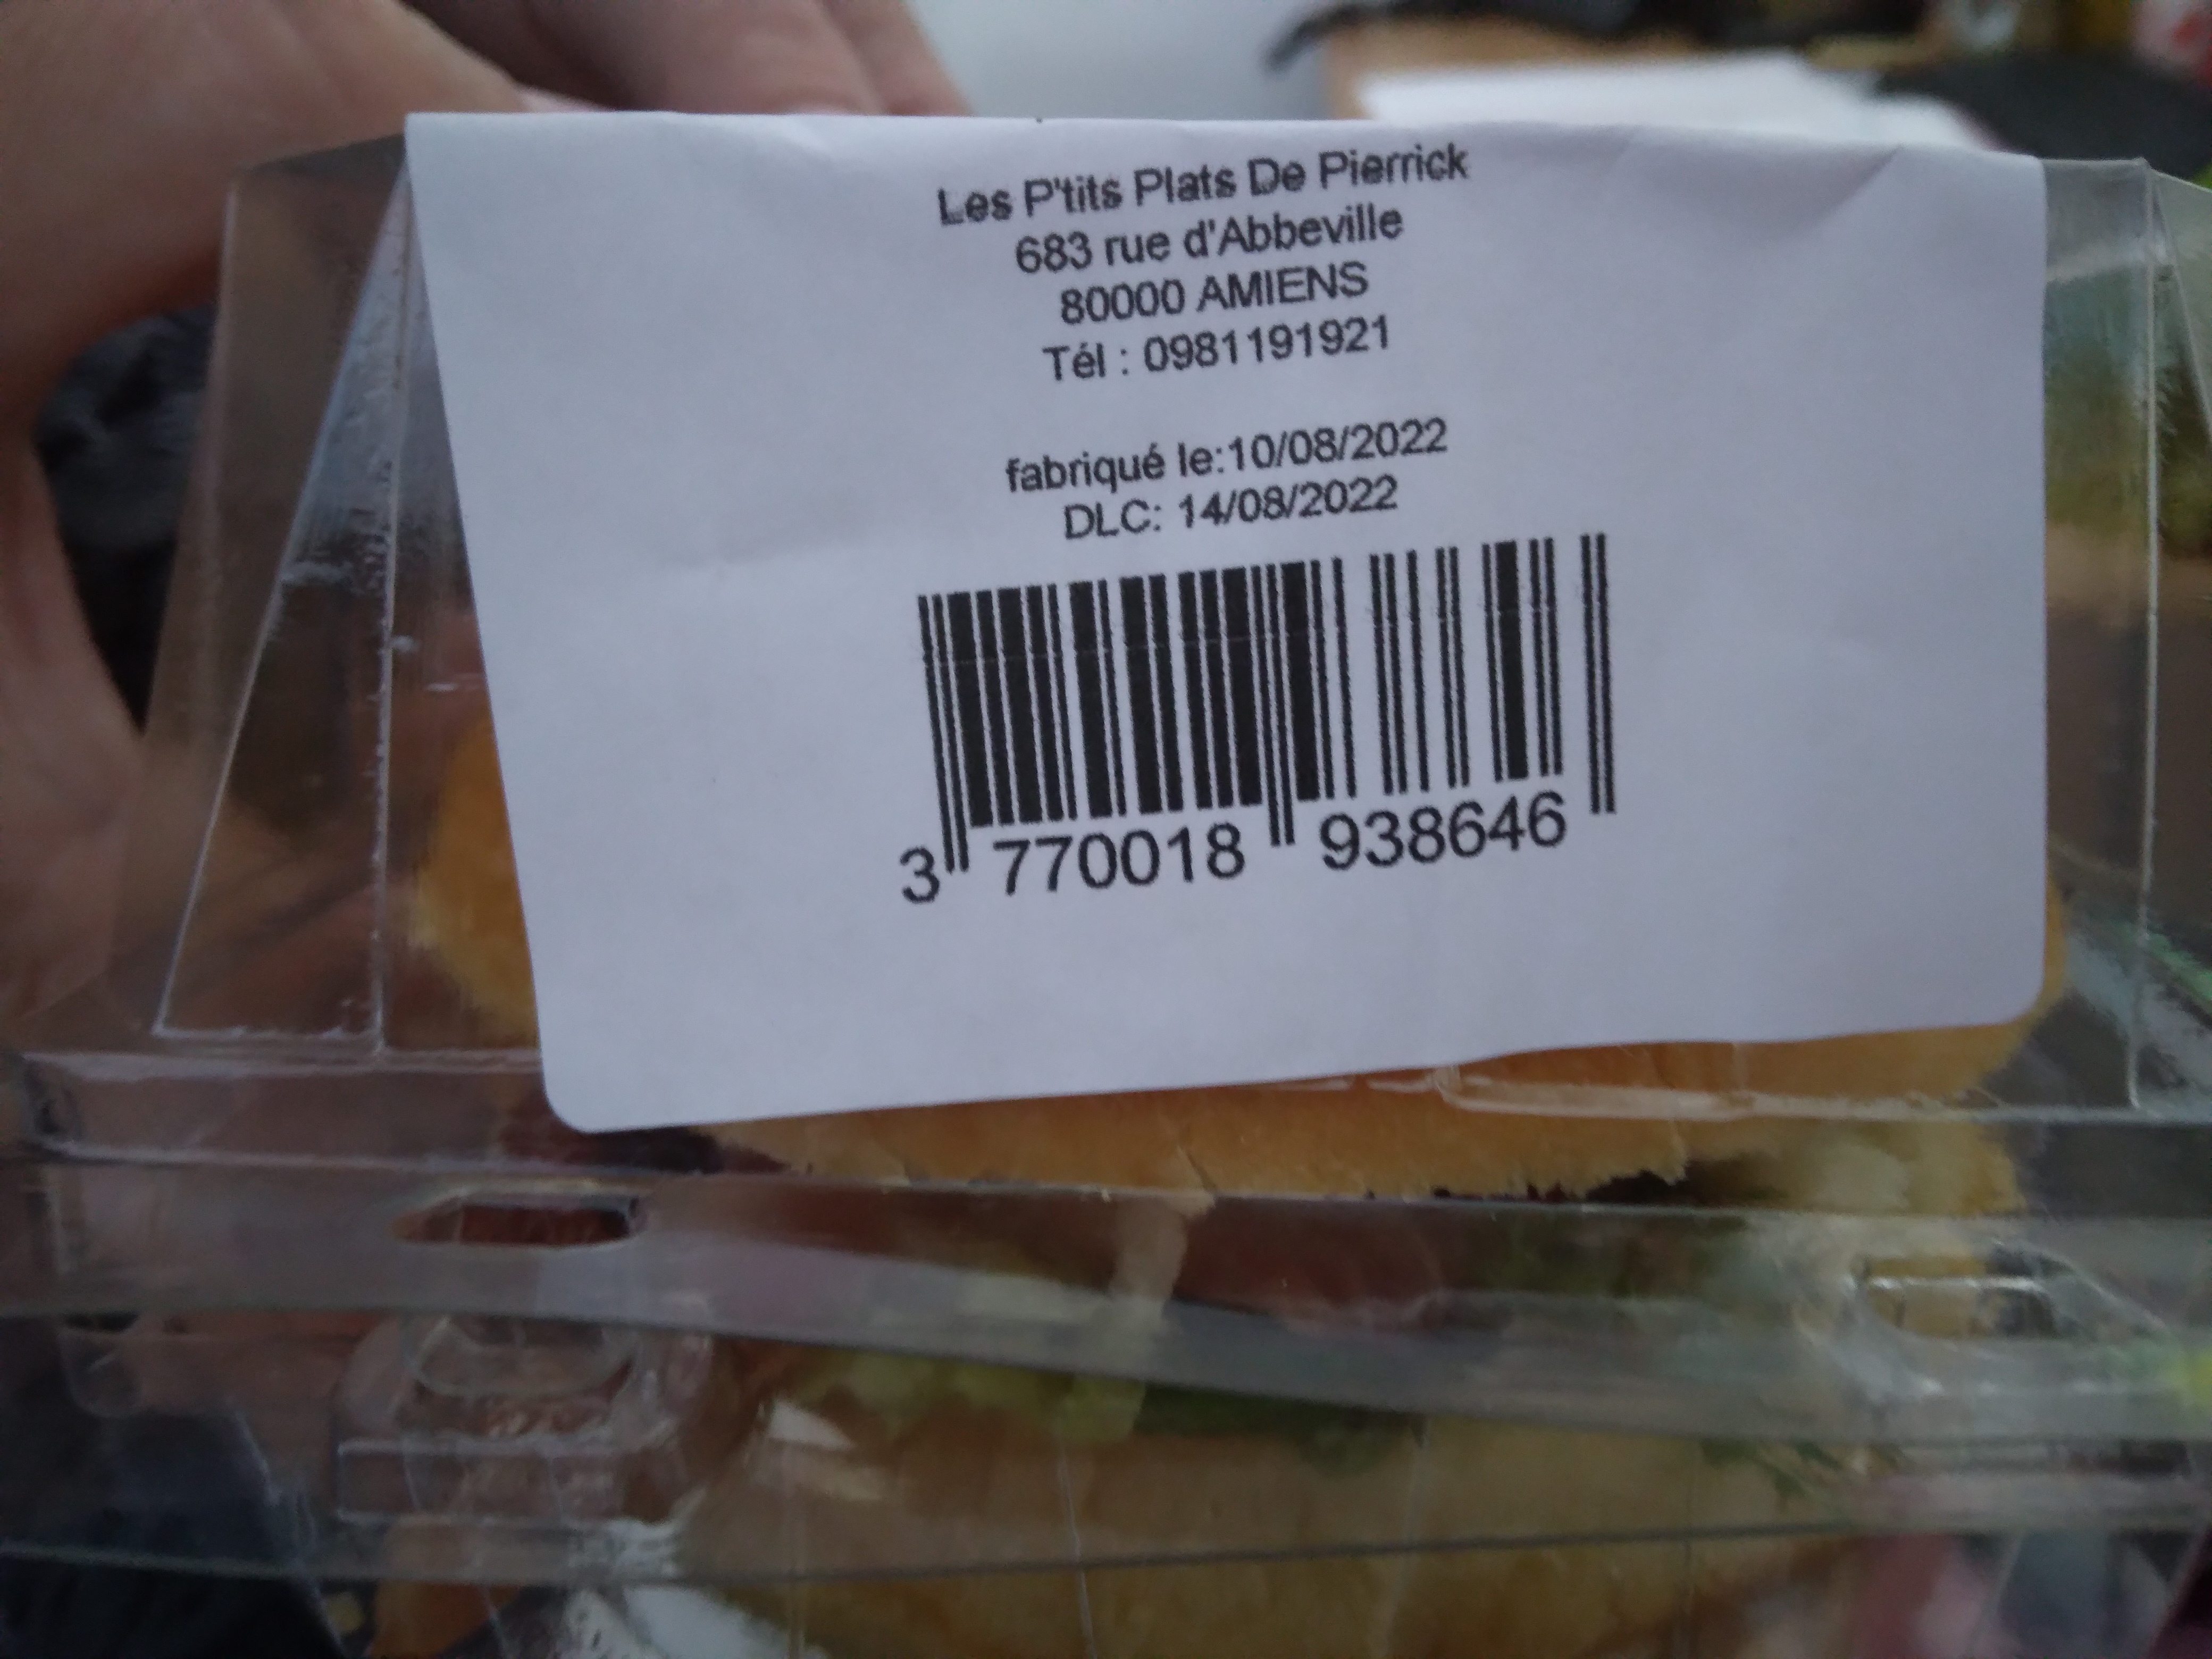 Les P'tits Plats De Pierrick
683 rue d'Abbeville
80000 AMIENS
Tél : 0981191921
fabriqué le:10/08/2022
DLC: 14/08/2022
3 770018 938646